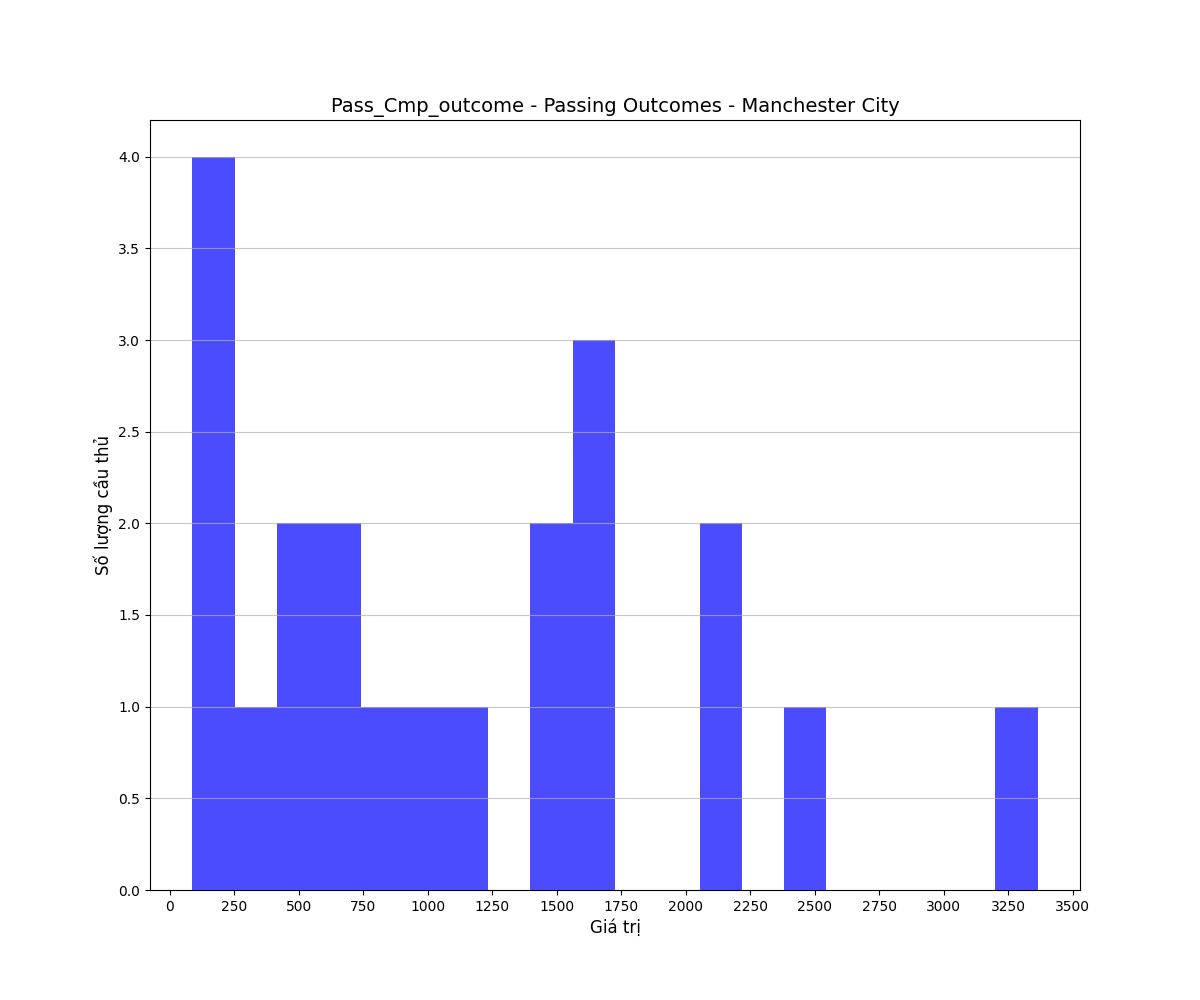 Pass_Cmp_outcome - Passing Outcomes - Manchester City
Số lượng cầu thủ
4.0
3.5
3.0
2.5
2.0
1.5
1.0
0.5
0.0
0 250 500 750 1000 1250 1500 1750 2000 2250 2500 2750 3000 3250 3500
Giá trị